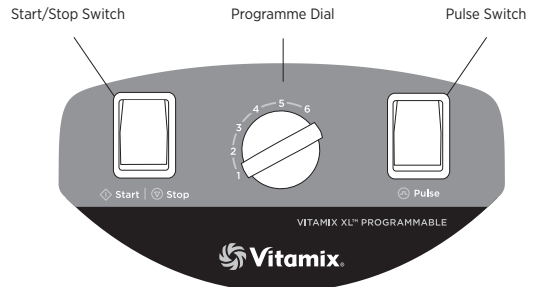 Start/Stop Switch
Programme Dial
Pulse Switch
1
2
3
4
5
6
Start | Stop
Pulse
VITAMIX XL™ PROGRAMMABLE
Vitamix®